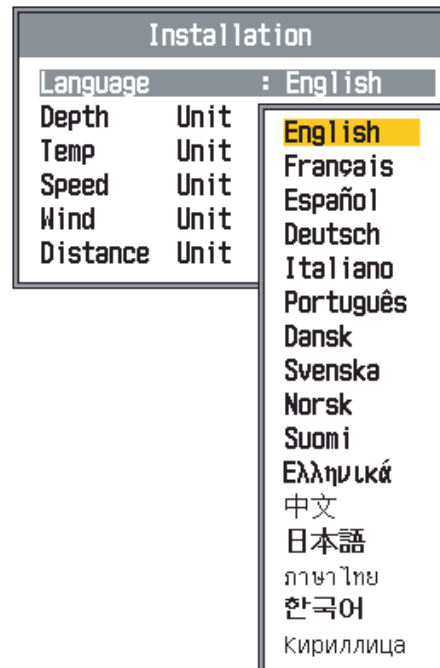 Installation
Language : English
Depth Unit
Temp Unit
Speed Unit
Wind Unit
Distance Unit
English
Français
Español
Deutsch
Italiano
Português
Dansk
Svenska
Norsk
Suomi
Ελληνικά
中文
日本語
ภาษาไทย
한국어
Кириллица